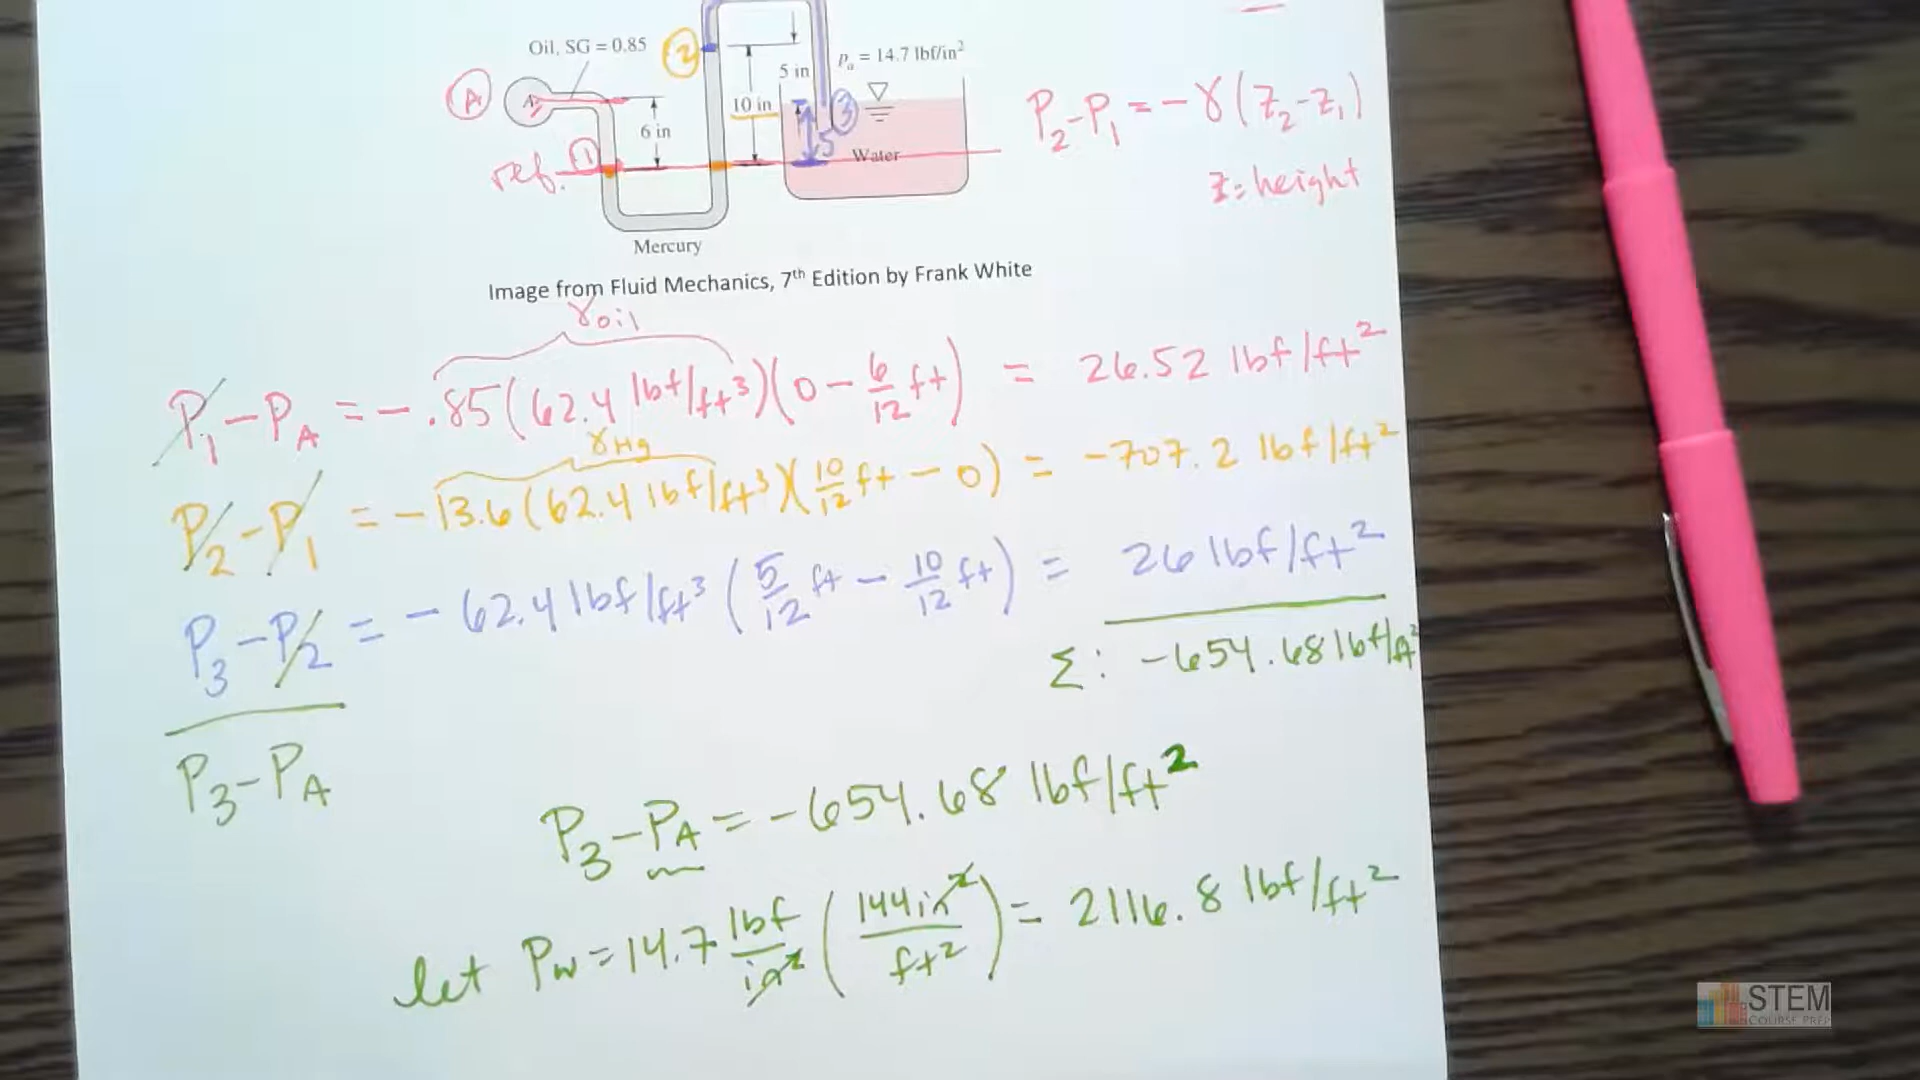 Oil, SG = 0.85
2
pₐ = 14.7 lbf/in²
5 in
A
A
10 in
3
6 in
P₂-P₁ = -γ(z₂-z₁)
ref.
1
5
Water
z = height
Mercury
Image from Fluid Mechanics, 7th Edition by Frank White
γoil
P₁ - PA = -.85(62.4 lbf/ft³)(0 - 6/12 ft) = 26.52 lbf/ft²
γHg
P₂ - P₁ = -13.6(62.4 lbf/ft³)(10/12 ft - 0) = -707.2 lbf/ft²
P₃ - P₂ = -62.4 lbf/ft³ (5/12 ft - 10/12 ft) = 26 lbf/ft²
Σ: -654.68 lbf/ft²
P₃ - PA
P₃ - PA = -654.68 lbf/ft²
let Pw = 14.7 lbf/in² (144 in²/ft²) = 2116.8 lbf/ft²
STEM
COURSE PREP